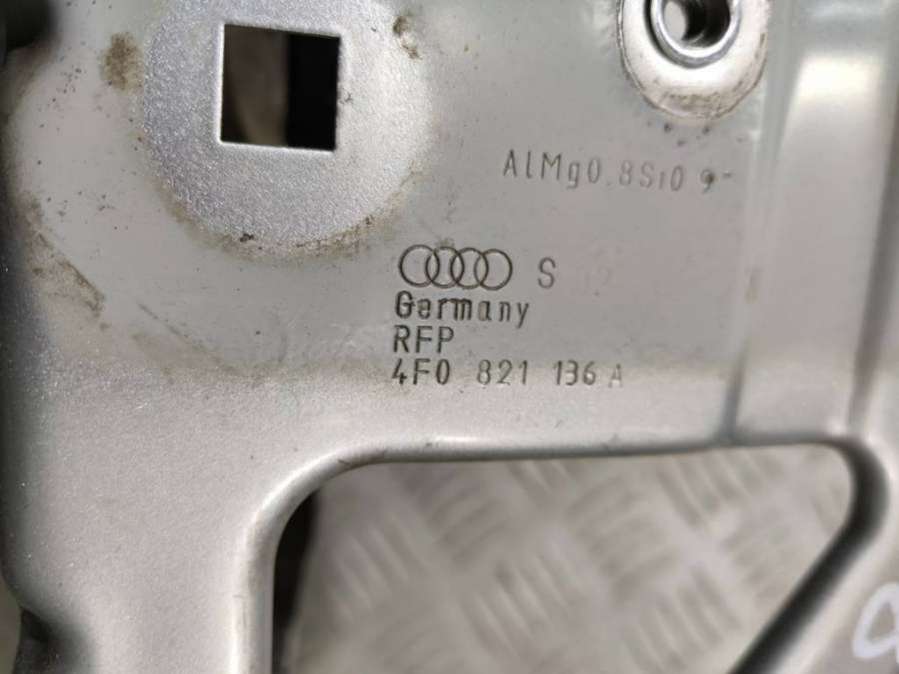 AlMg0.8Si0 9
S
Germany
RFP
4F0 821 136 A